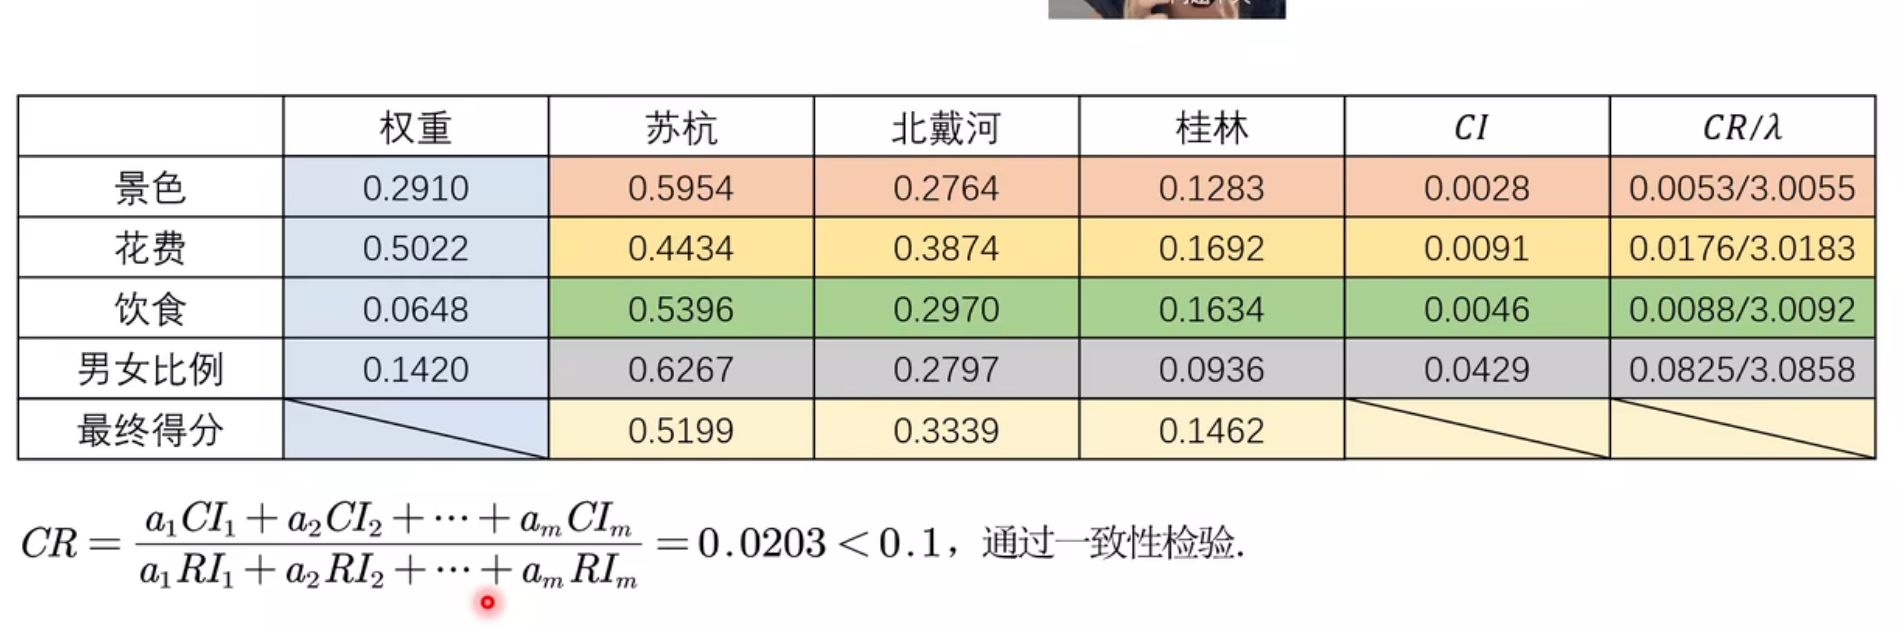 权重 苏杭 北戴河 桂林 CI CR/λ
景色 0.2910 0.5954 0.2764 0.1283 0.0028 0.0053/3.0055
花费 0.5022 0.4434 0.3874 0.1692 0.0091 0.0176/3.0183
饮食 0.0648 0.5396 0.2970 0.1634 0.0046 0.0088/3.0092
男女比例 0.1420 0.6267 0.2797 0.0936 0.0429 0.0825/3.0858
最终得分 0.5199 0.3339 0.1462
CR = \frac{a_1CI_1 + a_2CI_2 + ⋯ + a_mCI_m}{a_1RI_1 + a_2RI_2 + ⋯ + a_mRI_m} = 0.0203 < 0.1，通过一致性检验.